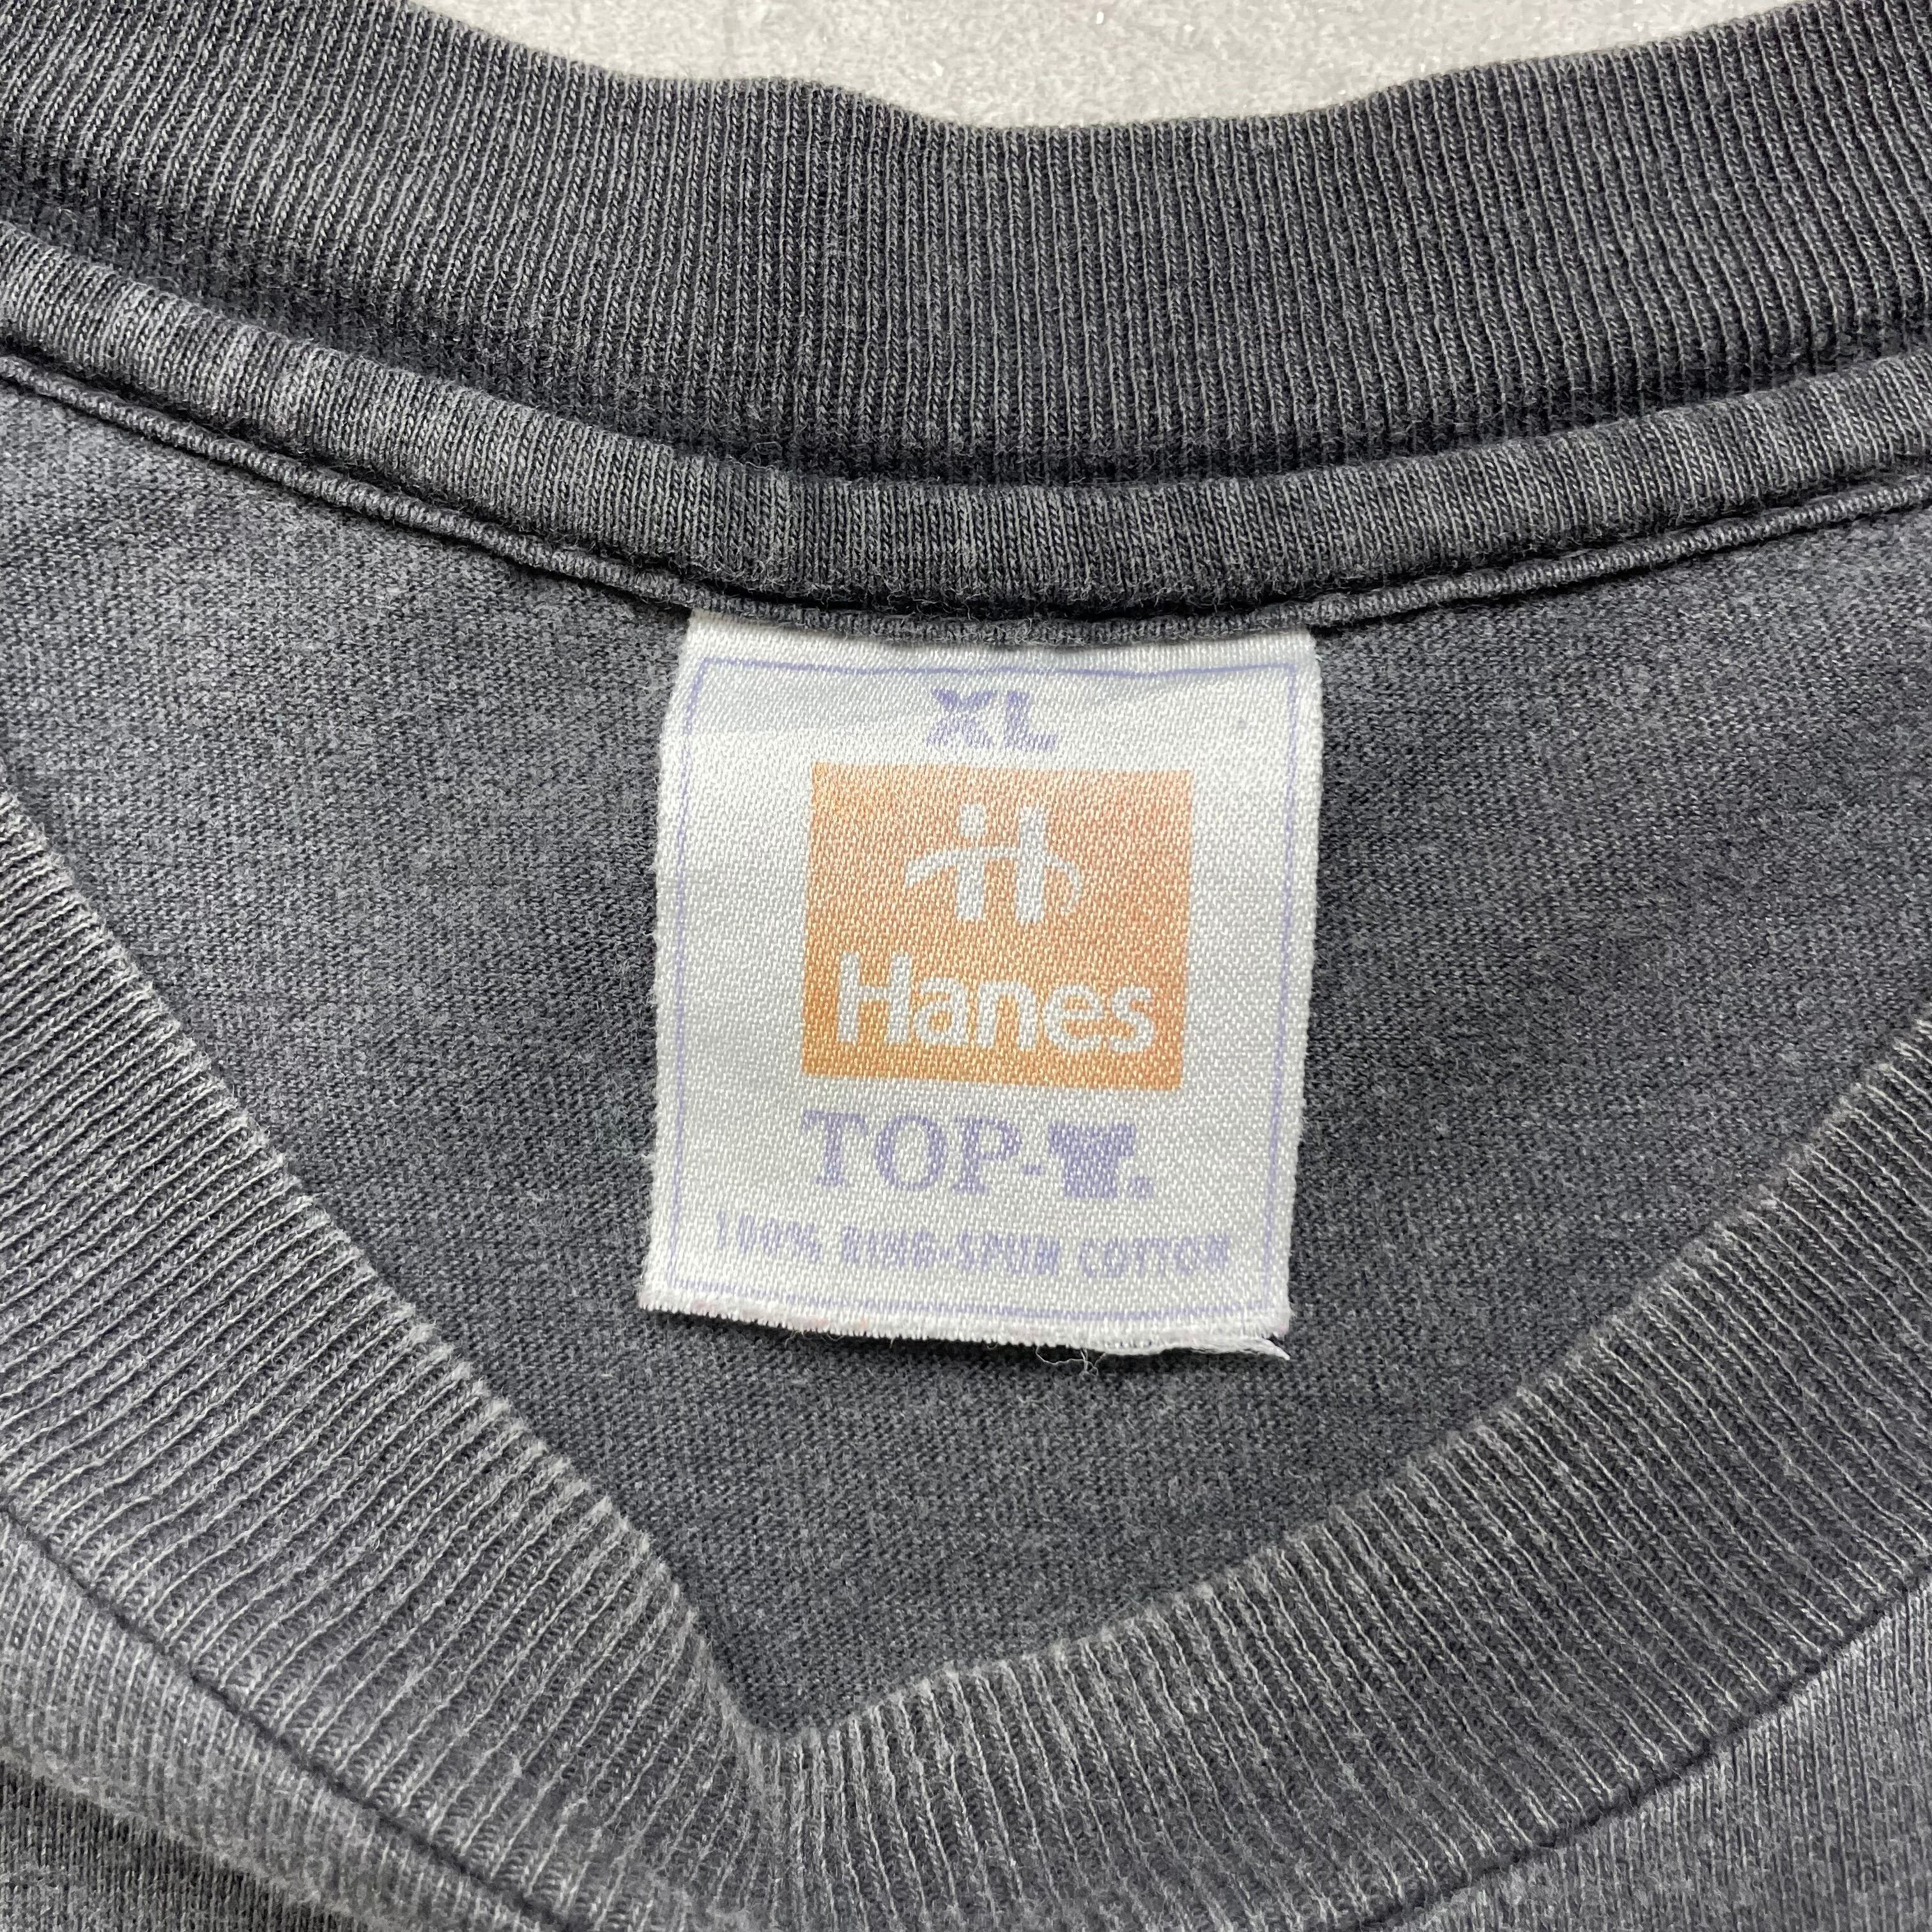 XL
Hanes
TOP-
100% RING-SPUN COTTON